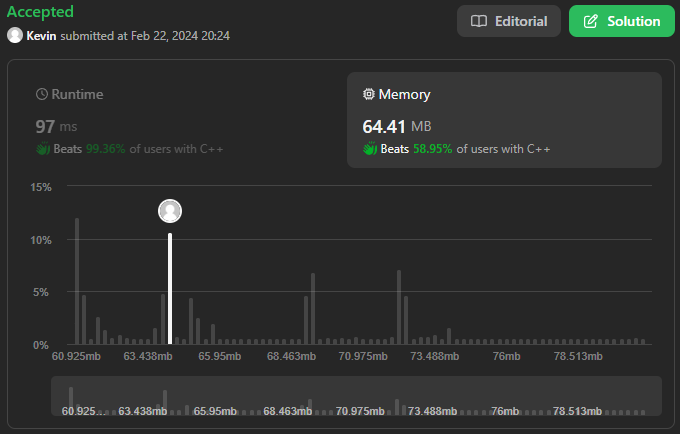 Accepted
Kevin submitted at Feb 22, 2024 20:24
Editorial
Solution
Runtime
97 ms
Beats 99.36% of users with C++
Memory
64.41 MB
Beats 58.95% of users with C++
15%
10%
5%
0%
60.925mb 63.438mb 65.95mb 68.463mb 70.975mb 73.488mb 76mb 78.513mb
60.925... 63.438mb 65.95mb 68.463mb 70.975mb 73.488mb 76mb 78.513mb